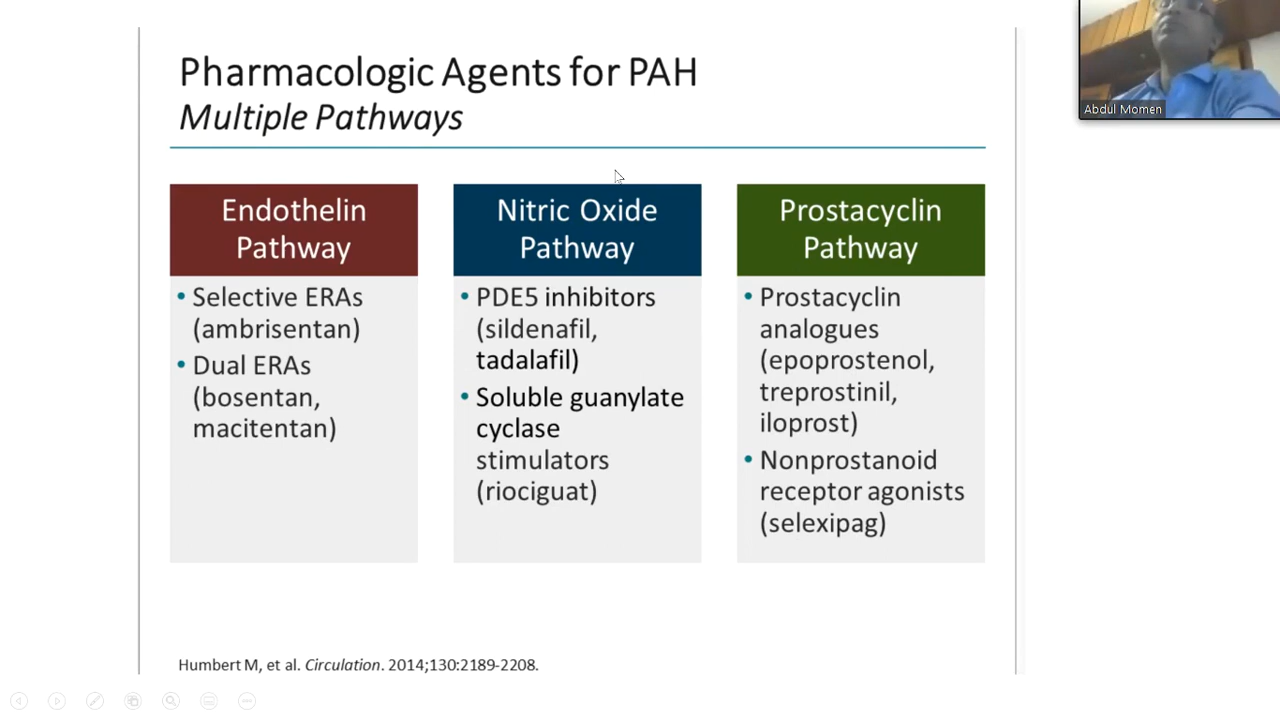 Pharmacologic Agents for PAH
Multiple Pathways
Endothelin
Pathway
• Selective ERAs
(ambrisentan)
• Dual ERAs
(bosentan,
macitentan)
Nitric Oxide
Pathway
• PDE5 inhibitors
(sildenafil,
tadalafil)
• Soluble guanylate
cyclase
stimulators
(riociguat)
Prostacyclin
Pathway
• Prostacyclin
analogues
(epoprostenol,
treprostinil,
iloprost)
• Nonprostanoid
receptor agonists
(selexipag)
Humbert M, et al. Circulation. 2014;130:2189-2208.
Abdul Momen